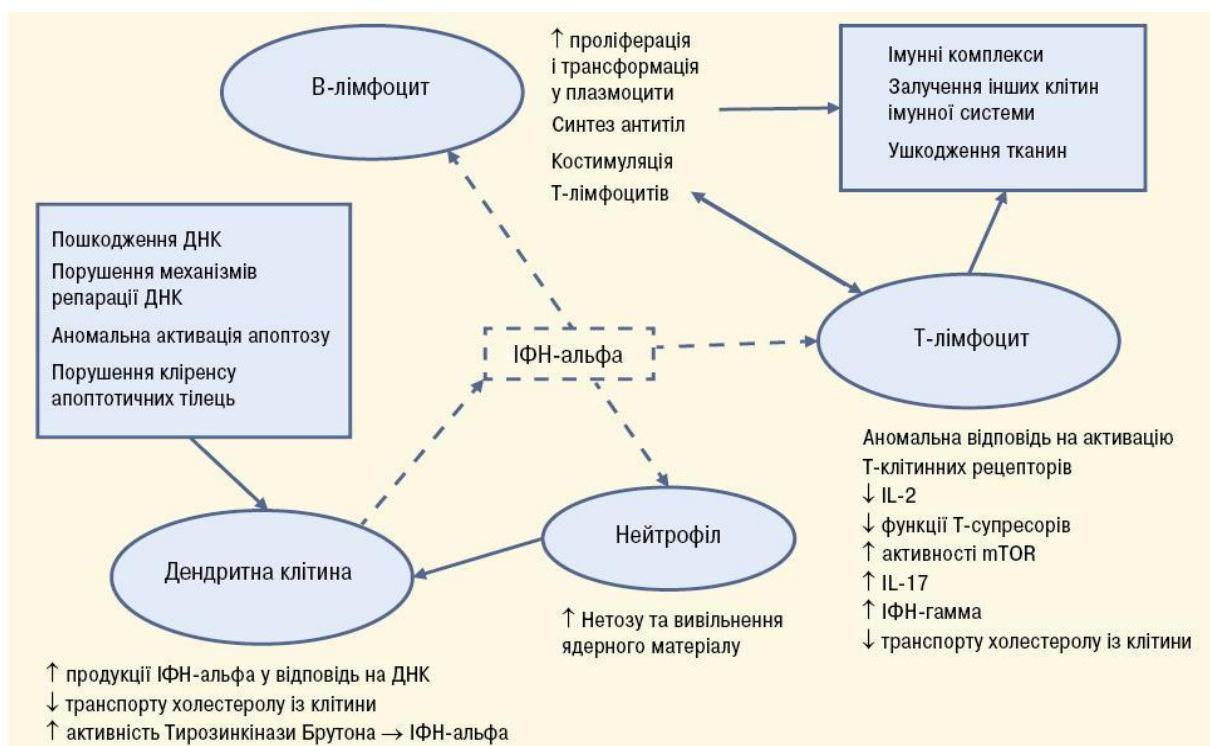 В-лімфоцит
↑ проліферація
і трансформація
у плазмоцити
Синтез антитіл
Костимуляція
Т-лімфоцитів
Імунні комплекси
Залучення інших клітин
імунної системи
Ушкодження тканин
Пошкодження ДНК
Порушення механізмів
репарації ДНК
Аномальна активація апоптозу
Порушення кліренсу
апоптотичних тілець
ІФН-альфа
Т-лімфоцит
Аномальна відповідь на активацію
Т-клітинних рецепторів
↓ IL-2
↓ функції Т-супресорів
↑ активності mTOR
↑ IL-17
↑ ІФН-гамма
↓ транспорту холестеролу із клітини
Нейтрофіл
↑ Нетозу та вивільнення
ядерного матеріалу
Дендритна клітина
↑ продукції ІФН-альфа у відповідь на ДНК
↓ транспорту холестеролу із клітини
↑ активність Тирозинкінази Брутона → ІФН-альфа